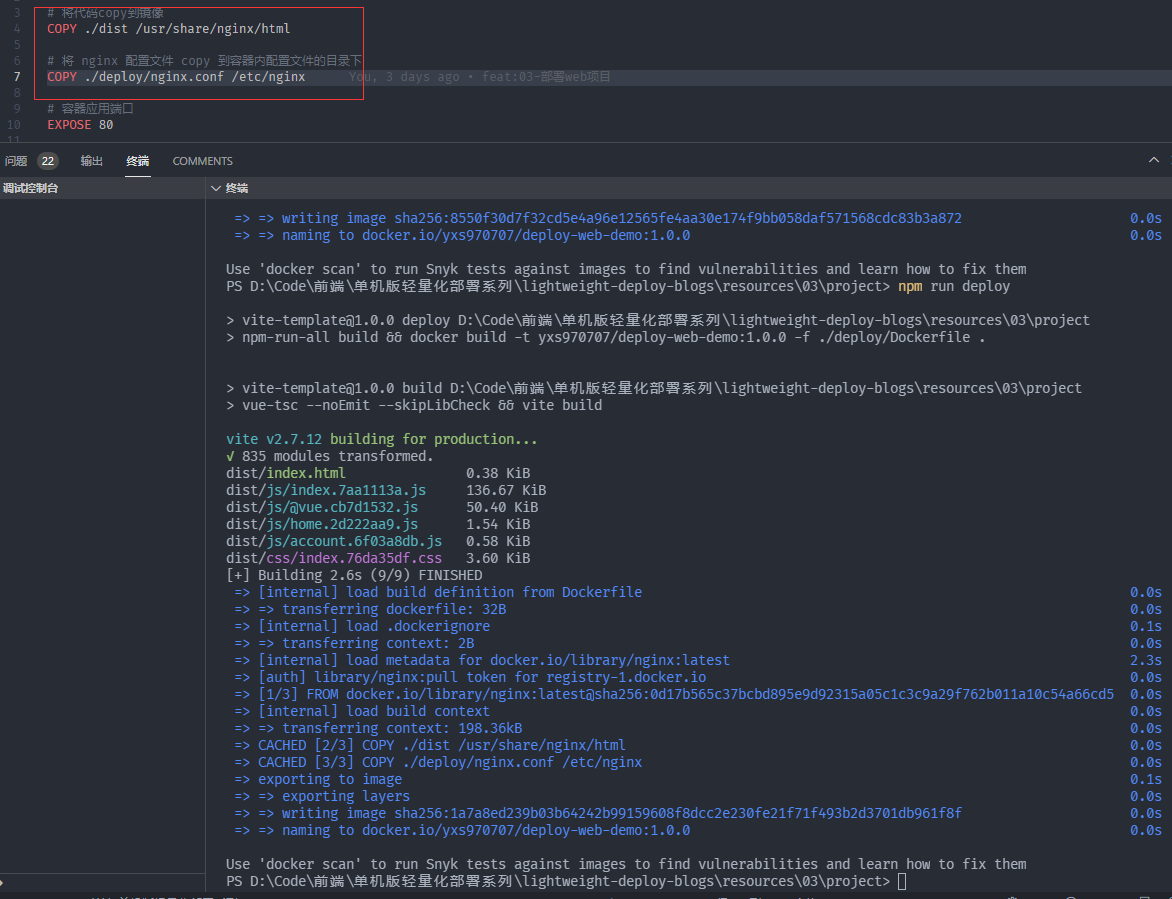 3 # 将代码copy到镜像
4 COPY ./dist /usr/share/nginx/html
5
6 # 将 nginx 配置文件 copy 到容器内配置文件的目录下
7 COPY ./deploy/nginx.conf /etc/nginx You, 3 days ago • feat:03-部署web项目
8
9 # 容器应用端口
10 EXPOSE 80
11
问题 22 输出 终端 COMMENTS
调试控制台
终端
=> => writing image sha256:8550f30d7f32cd5e4a96e12565fe4aa30e174f9bb058daf571568cdc83b3a872 0.0s
=> => naming to docker.io/yxs970707/deploy-web-demo:1.0.0 0.0s
Use 'docker scan' to run Snyk tests against images to find vulnerabilities and learn how to fix them
PS D:\Code\前端\单机版轻量化部署系列\lightweight-deploy-blogs\resources\03\project> npm run deploy
> vite-template@1.0.0 deploy D:\Code\前端\单机版轻量化部署系列\lightweight-deploy-blogs\resources\03\project
> npm-run-all build && docker build -t yxs970707/deploy-web-demo:1.0.0 -f ./deploy/Dockerfile .
> vite-template@1.0.0 build D:\Code\前端\单机版轻量化部署系列\lightweight-deploy-blogs\resources\03\project
> vue-tsc --noEmit --skipLibCheck && vite build
vite v2.7.12 building for production...
√ 835 modules transformed.
dist/index.html 0.38 KiB
dist/js/index.7aa1113a.js 136.67 KiB
dist/js/@vue.cb7d1532.js 50.40 KiB
dist/js/home.2d222aa9.js 1.54 KiB
dist/js/account.6f03a8db.js 0.58 KiB
dist/css/index.76da35df.css 3.60 KiB
[+] Building 2.6s (9/9) FINISHED
=> [internal] load build definition from Dockerfile 0.0s
=> => transferring dockerfile: 32B 0.0s
=> [internal] load .dockerignore 0.1s
=> => transferring context: 2B 0.0s
=> [internal] load metadata for docker.io/library/nginx:latest 2.3s
=> [auth] library/nginx:pull token for registry-1.docker.io 0.0s
=> [1/3] FROM docker.io/library/nginx:latest@sha256:0d17b565c37bcbd895e9d92315a05c1c3c9a29f762b011a10c54a66cd5 0.0s
=> [internal] load build context 0.0s
=> => transferring context: 198.36kB 0.0s
=> CACHED [2/3] COPY ./dist /usr/share/nginx/html 0.0s
=> CACHED [3/3] COPY ./deploy/nginx.conf /etc/nginx 0.0s
=> exporting to image 0.1s
=> => exporting layers 0.0s
=> => writing image sha256:1a7a8ed239b03b64242b99159608f8dcc2e230fe21f71f493b2d3701db961f8f 0.0s
=> => naming to docker.io/yxs970707/deploy-web-demo:1.0.0 0.0s
Use 'docker scan' to run Snyk tests against images to find vulnerabilities and learn how to fix them
PS D:\Code\前端\单机版轻量化部署系列\lightweight-deploy-blogs\resources\03\project>